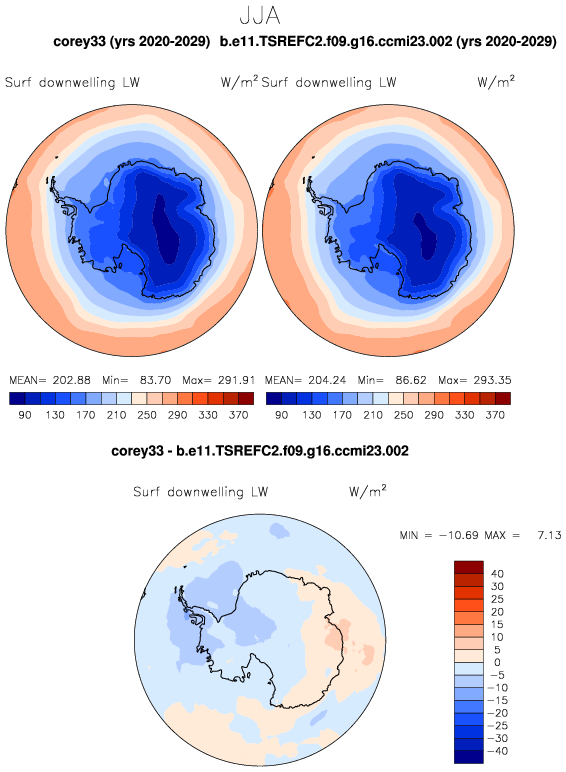 JJA
corey33 (yrs 2020-2029) b.e11.TSREFC2.f09.g16.ccmi23.002 (yrs 2020-2029)
Surf downwelling LW W/m² Surf downwelling LW W/m²
MEAN= 202.88 Min= 83.70 Max= 291.91 MEAN= 204.24 Min= 86.62 Max= 293.35
90 130 170 210 250 290 330 370 90 130 170 210 250 290 330 370
corey33 - b.e11.TSREFC2.f09.g16.ccmi23.002
Surf downwelling LW W/m²
MIN = −10.69 MAX = 7.13
40
30
25
20
15
10
5
0
−5
−10
−15
−20
−25
−30
−40